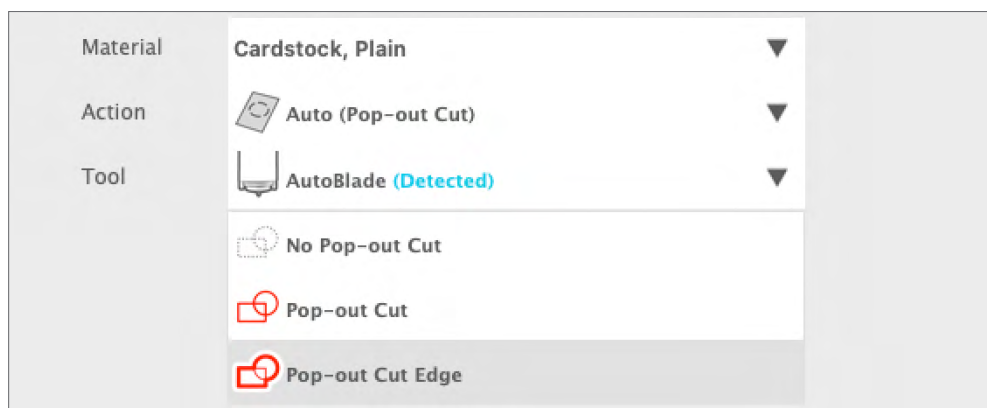 Material Cardstock, Plain
Action Auto (Pop-out Cut)
Tool AutoBlade (Detected)
No Pop-out Cut
Pop-out Cut
Pop-out Cut Edge